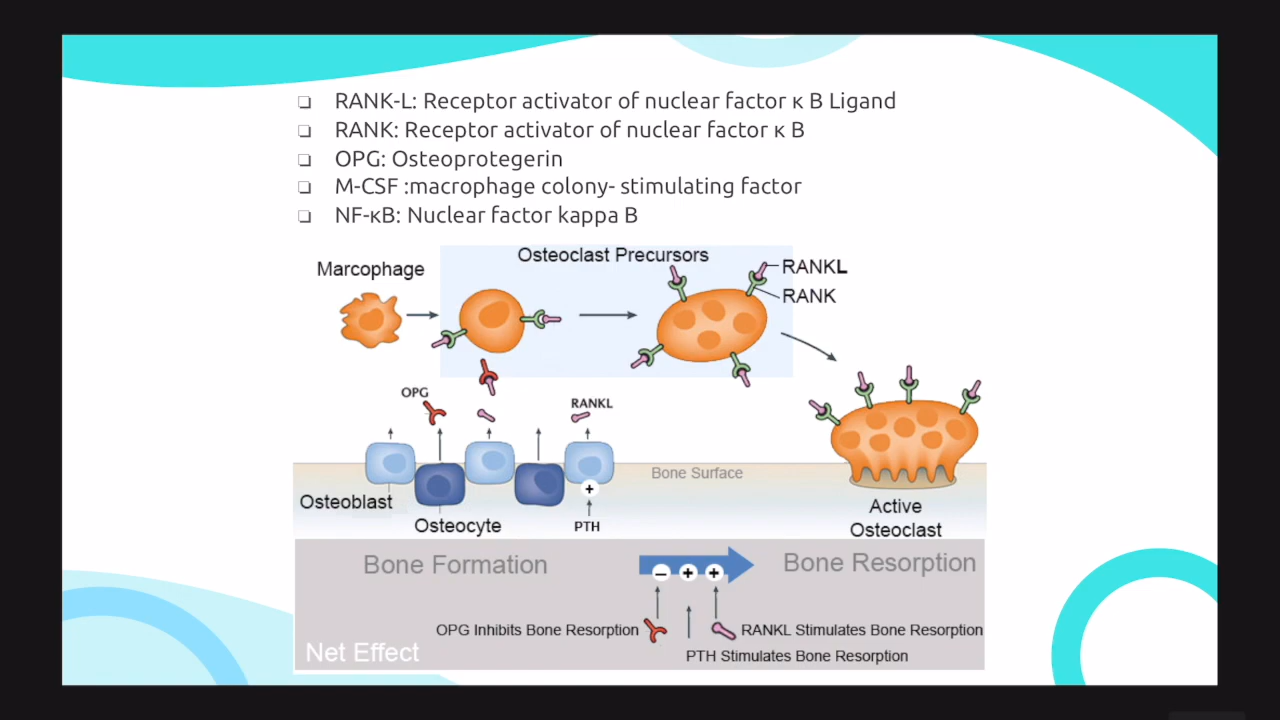 ❏ RANK-L: Receptor activator of nuclear factor κ B Ligand
❏ RANK: Receptor activator of nuclear factor κ B
❏ OPG: Osteoprotegerin
❏ M-CSF :macrophage colony- stimulating factor
❏ NF-κB: Nuclear factor kappa B
Osteoclast Precursors
Marcophage
RANKL
RANK
OPG
RANKL
Bone Surface
Osteoblast
Osteocyte
+
PTH
Active
Osteoclast
Bone Formation
Bone Resorption
– + +
OPG Inhibits Bone Resorption
RANKL Stimulates Bone Resorption
PTH Stimulates Bone Resorption
Net Effect